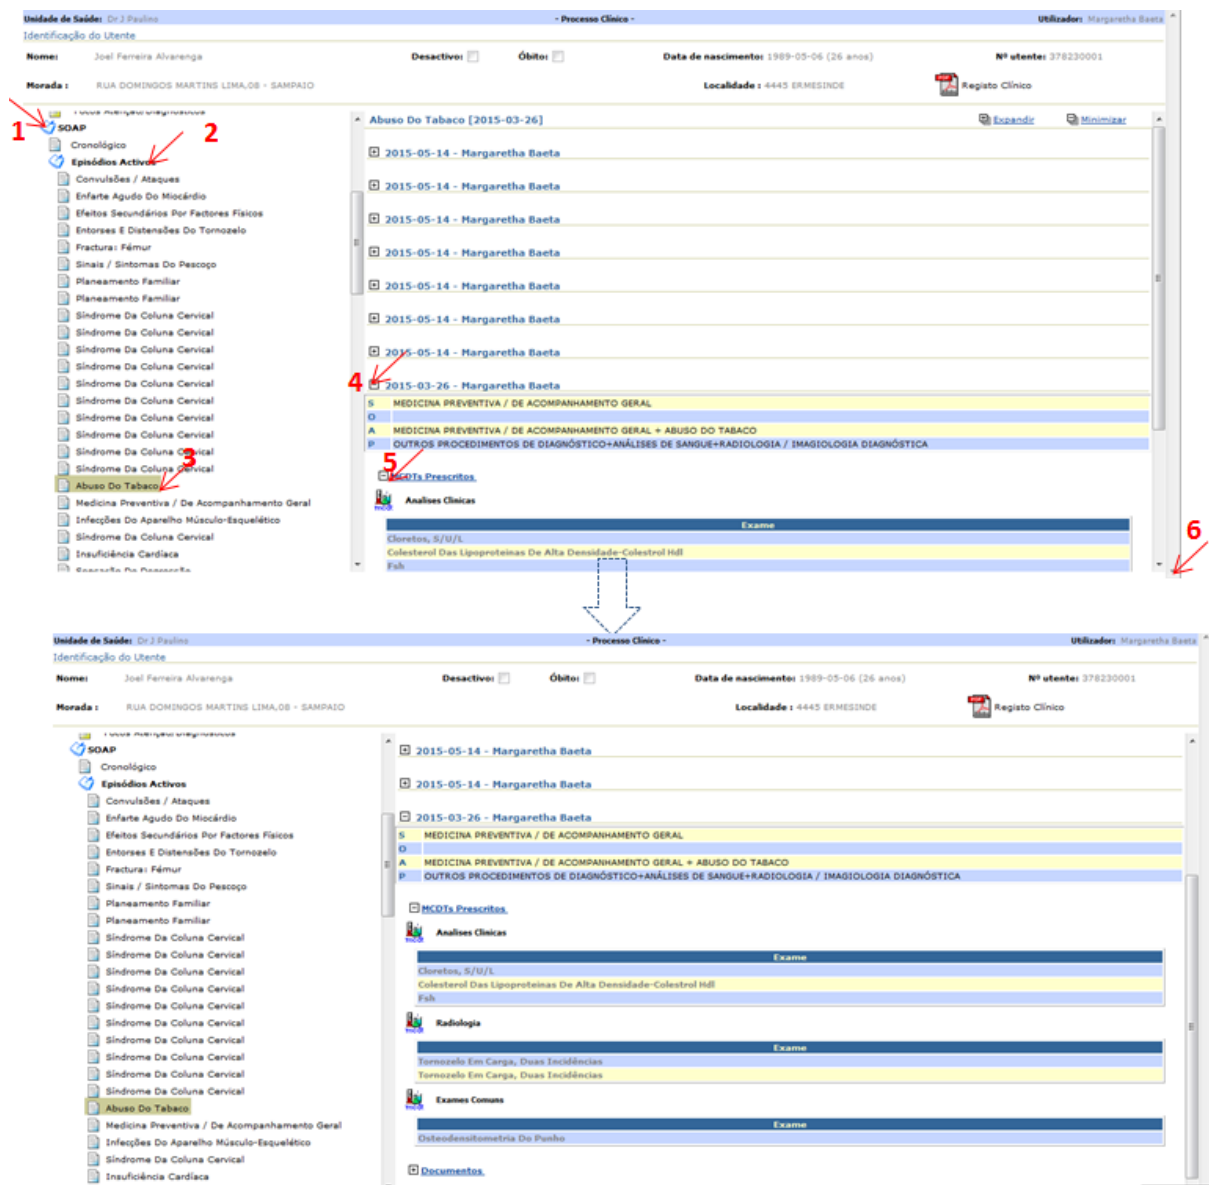 Unidade de Saúde: Dr J Paulino - Processo Clínico - Utilizador: Margaretha Baeta
Identificação do Utente
Nome: Joel Ferreira Alvarenga Desactivo: Óbito: Data de nascimento: 1989-05-06 (26 anos) Nº utente: 378230001
Morada : RUA DOMINGOS MARTINS LIMA,08 - SAMPAIO Localidade : 4445 ERMESINDE Registo Clínico
1
2
3
4
5
6
Focos Atenção/Diagnósticos
SOAP
Cronológico
Episódios Activos
Convulsões / Ataques
Enfarte Agudo Do Miocárdio
Efeitos Secundários Por Factores Físicos
Entorses E Distensões Do Tornozelo
Fractura: Fémur
Sinais / Sintomas Do Pescoço
Planeamento Familiar
Planeamento Familiar
Síndrome Da Coluna Cervical
Síndrome Da Coluna Cervical
Síndrome Da Coluna Cervical
Síndrome Da Coluna Cervical
Síndrome Da Coluna Cervical
Síndrome Da Coluna Cervical
Síndrome Da Coluna Cervical
Síndrome Da Coluna Cervical
Síndrome Da Coluna Cervical
Síndrome Da Coluna Cervical
Abuso Do Tabaco
Medicina Preventiva / De Acompanhamento Geral
Infecções Do Aparelho Músculo-Esquelético
Síndrome Da Coluna Cervical
Insuficiência Cardíaca
Sensação De Depressão
Abuso Do Tabaco [2015-03-26] Expandir Minimizar
2015-05-14 - Margaretha Baeta
2015-05-14 - Margaretha Baeta
2015-05-14 - Margaretha Baeta
2015-05-14 - Margaretha Baeta
2015-05-14 - Margaretha Baeta
2015-05-14 - Margaretha Baeta
2015-05-14 - Margaretha Baeta
2015-03-26 - Margaretha Baeta
S MEDICINA PREVENTIVA / DE ACOMPANHAMENTO GERAL
O
A MEDICINA PREVENTIVA / DE ACOMPANHAMENTO GERAL + ABUSO DO TABACO
P OUTROS PROCEDIMENTOS DE DIAGNÓSTICO+ANÁLISES DE SANGUE+RADIOLOGIA / IMAGIOLOGIA DIAGNÓSTICA
MCDTs Prescritos
mcdt Analises Clinicas
Exame
Cloretos, S/U/L
Colesterol Das Lipoproteinas De Alta Densidade-Colestrol Hdl
Fsh
Unidade de Saúde: Dr J Paulino - Processo Clínico - Utilizador: Margaretha Baeta
Identificação do Utente
Nome: Joel Ferreira Alvarenga Desactivo: Óbito: Data de nascimento: 1989-05-06 (26 anos) Nº utente: 378230001
Morada : RUA DOMINGOS MARTINS LIMA,08 - SAMPAIO Localidade : 4445 ERMESINDE Registo Clínico
Focos Atenção/Diagnósticos
SOAP
Cronológico
Episódios Activos
Convulsões / Ataques
Enfarte Agudo Do Miocárdio
Efeitos Secundários Por Factores Físicos
Entorses E Distensões Do Tornozelo
Fractura: Fémur
Sinais / Sintomas Do Pescoço
Planeamento Familiar
Planeamento Familiar
Síndrome Da Coluna Cervical
Síndrome Da Coluna Cervical
Síndrome Da Coluna Cervical
Síndrome Da Coluna Cervical
Síndrome Da Coluna Cervical
Síndrome Da Coluna Cervical
Síndrome Da Coluna Cervical
Síndrome Da Coluna Cervical
Síndrome Da Coluna Cervical
Síndrome Da Coluna Cervical
Abuso Do Tabaco
Medicina Preventiva / De Acompanhamento Geral
Infecções Do Aparelho Músculo-Esquelético
Síndrome Da Coluna Cervical
Insuficiência Cardíaca
2015-05-14 - Margaretha Baeta
2015-05-14 - Margaretha Baeta
2015-03-26 - Margaretha Baeta
S MEDICINA PREVENTIVA / DE ACOMPANHAMENTO GERAL
O
A MEDICINA PREVENTIVA / DE ACOMPANHAMENTO GERAL + ABUSO DO TABACO
P OUTROS PROCEDIMENTOS DE DIAGNÓSTICO+ANÁLISES DE SANGUE+RADIOLOGIA / IMAGIOLOGIA DIAGNÓSTICA
MCDTs Prescritos
mcdt Analises Clinicas
Exame
Cloretos, S/U/L
Colesterol Das Lipoproteinas De Alta Densidade-Colestrol Hdl
Fsh
mcdt Radiologia
Exame
Tornozelo Em Carga, Duas Incidências
Tornozelo Em Carga, Duas Incidências
mcdt Exames Comuns
Exame
Osteodensitometria Do Punho
Documentos